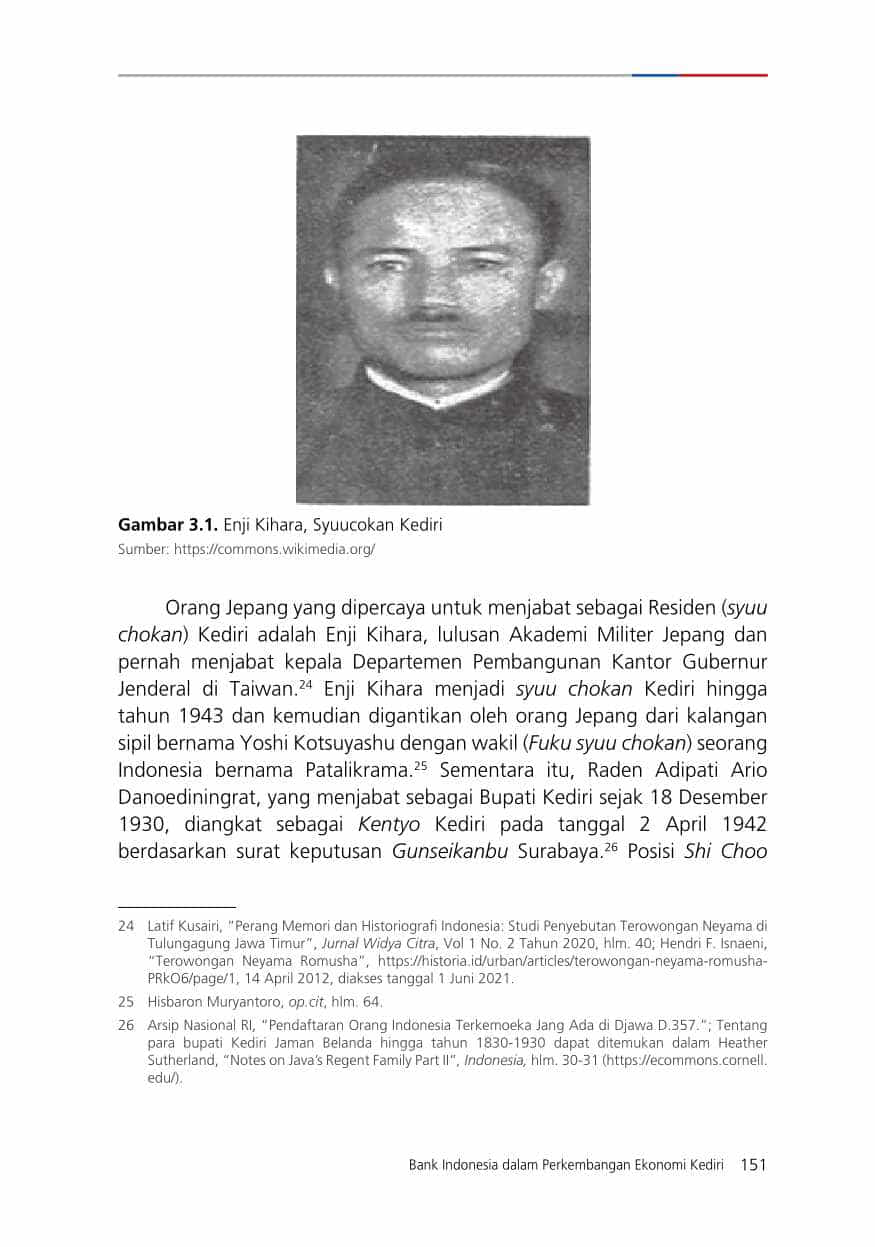 Gambar 3.1. Enji Kihara, Syuucokan Kediri
Sumber: https://commons.wikimedia.org/
Orang Jepang yang dipercaya untuk menjabat sebagai Residen (syuu
chokan) Kediri adalah Enji Kihara, lulusan Akademi Militer Jepang dan
pernah menjabat kepala Departemen Pembangunan Kantor Gubernur
Jenderal di Taiwan.24 Enji Kihara menjadi syuu chokan Kediri hingga
tahun 1943 dan kemudian digantikan oleh orang Jepang dari kalangan
sipil bernama Yoshi Kotsuyashu dengan wakil (Fuku syuu chokan) seorang
Indonesia bernama Patalikrama.25 Sementara itu, Raden Adipati Ario
Danoediningrat, yang menjabat sebagai Bupati Kediri sejak 18 Desember
1930, diangkat sebagai Kentyo Kediri pada tanggal 2 April 1942
berdasarkan surat keputusan Gunseikanbu Surabaya.26 Posisi Shi Choo
24 Latif Kusairi, “Perang Memori dan Historiografi Indonesia: Studi Penyebutan Terowongan Neyama di
Tulungagung Jawa Timur”, Jurnal Widya Citra, Vol 1 No. 2 Tahun 2020, hlm. 40; Hendri F. Isnaeni,
“Terowongan Neyama Romusha”, https://historia.id/urban/articles/terowongan-neyama-romusha-
PRkO6/page/1, 14 April 2012, diakses tanggal 1 Juni 2021.
25 Hisbaron Muryantoro, op.cit, hlm. 64.
26 Arsip Nasional RI, “Pendaftaran Orang Indonesia Terkemoeka Jang Ada di Djawa D.357.”; Tentang
para bupati Kediri Jaman Belanda hingga tahun 1830-1930 dapat ditemukan dalam Heather
Sutherland, “Notes on Java’s Regent Family Part II”, Indonesia, hlm. 30-31 (https://ecommons.cornell.
edu/).
Bank Indonesia dalam Perkembangan Ekonomi Kediri 151